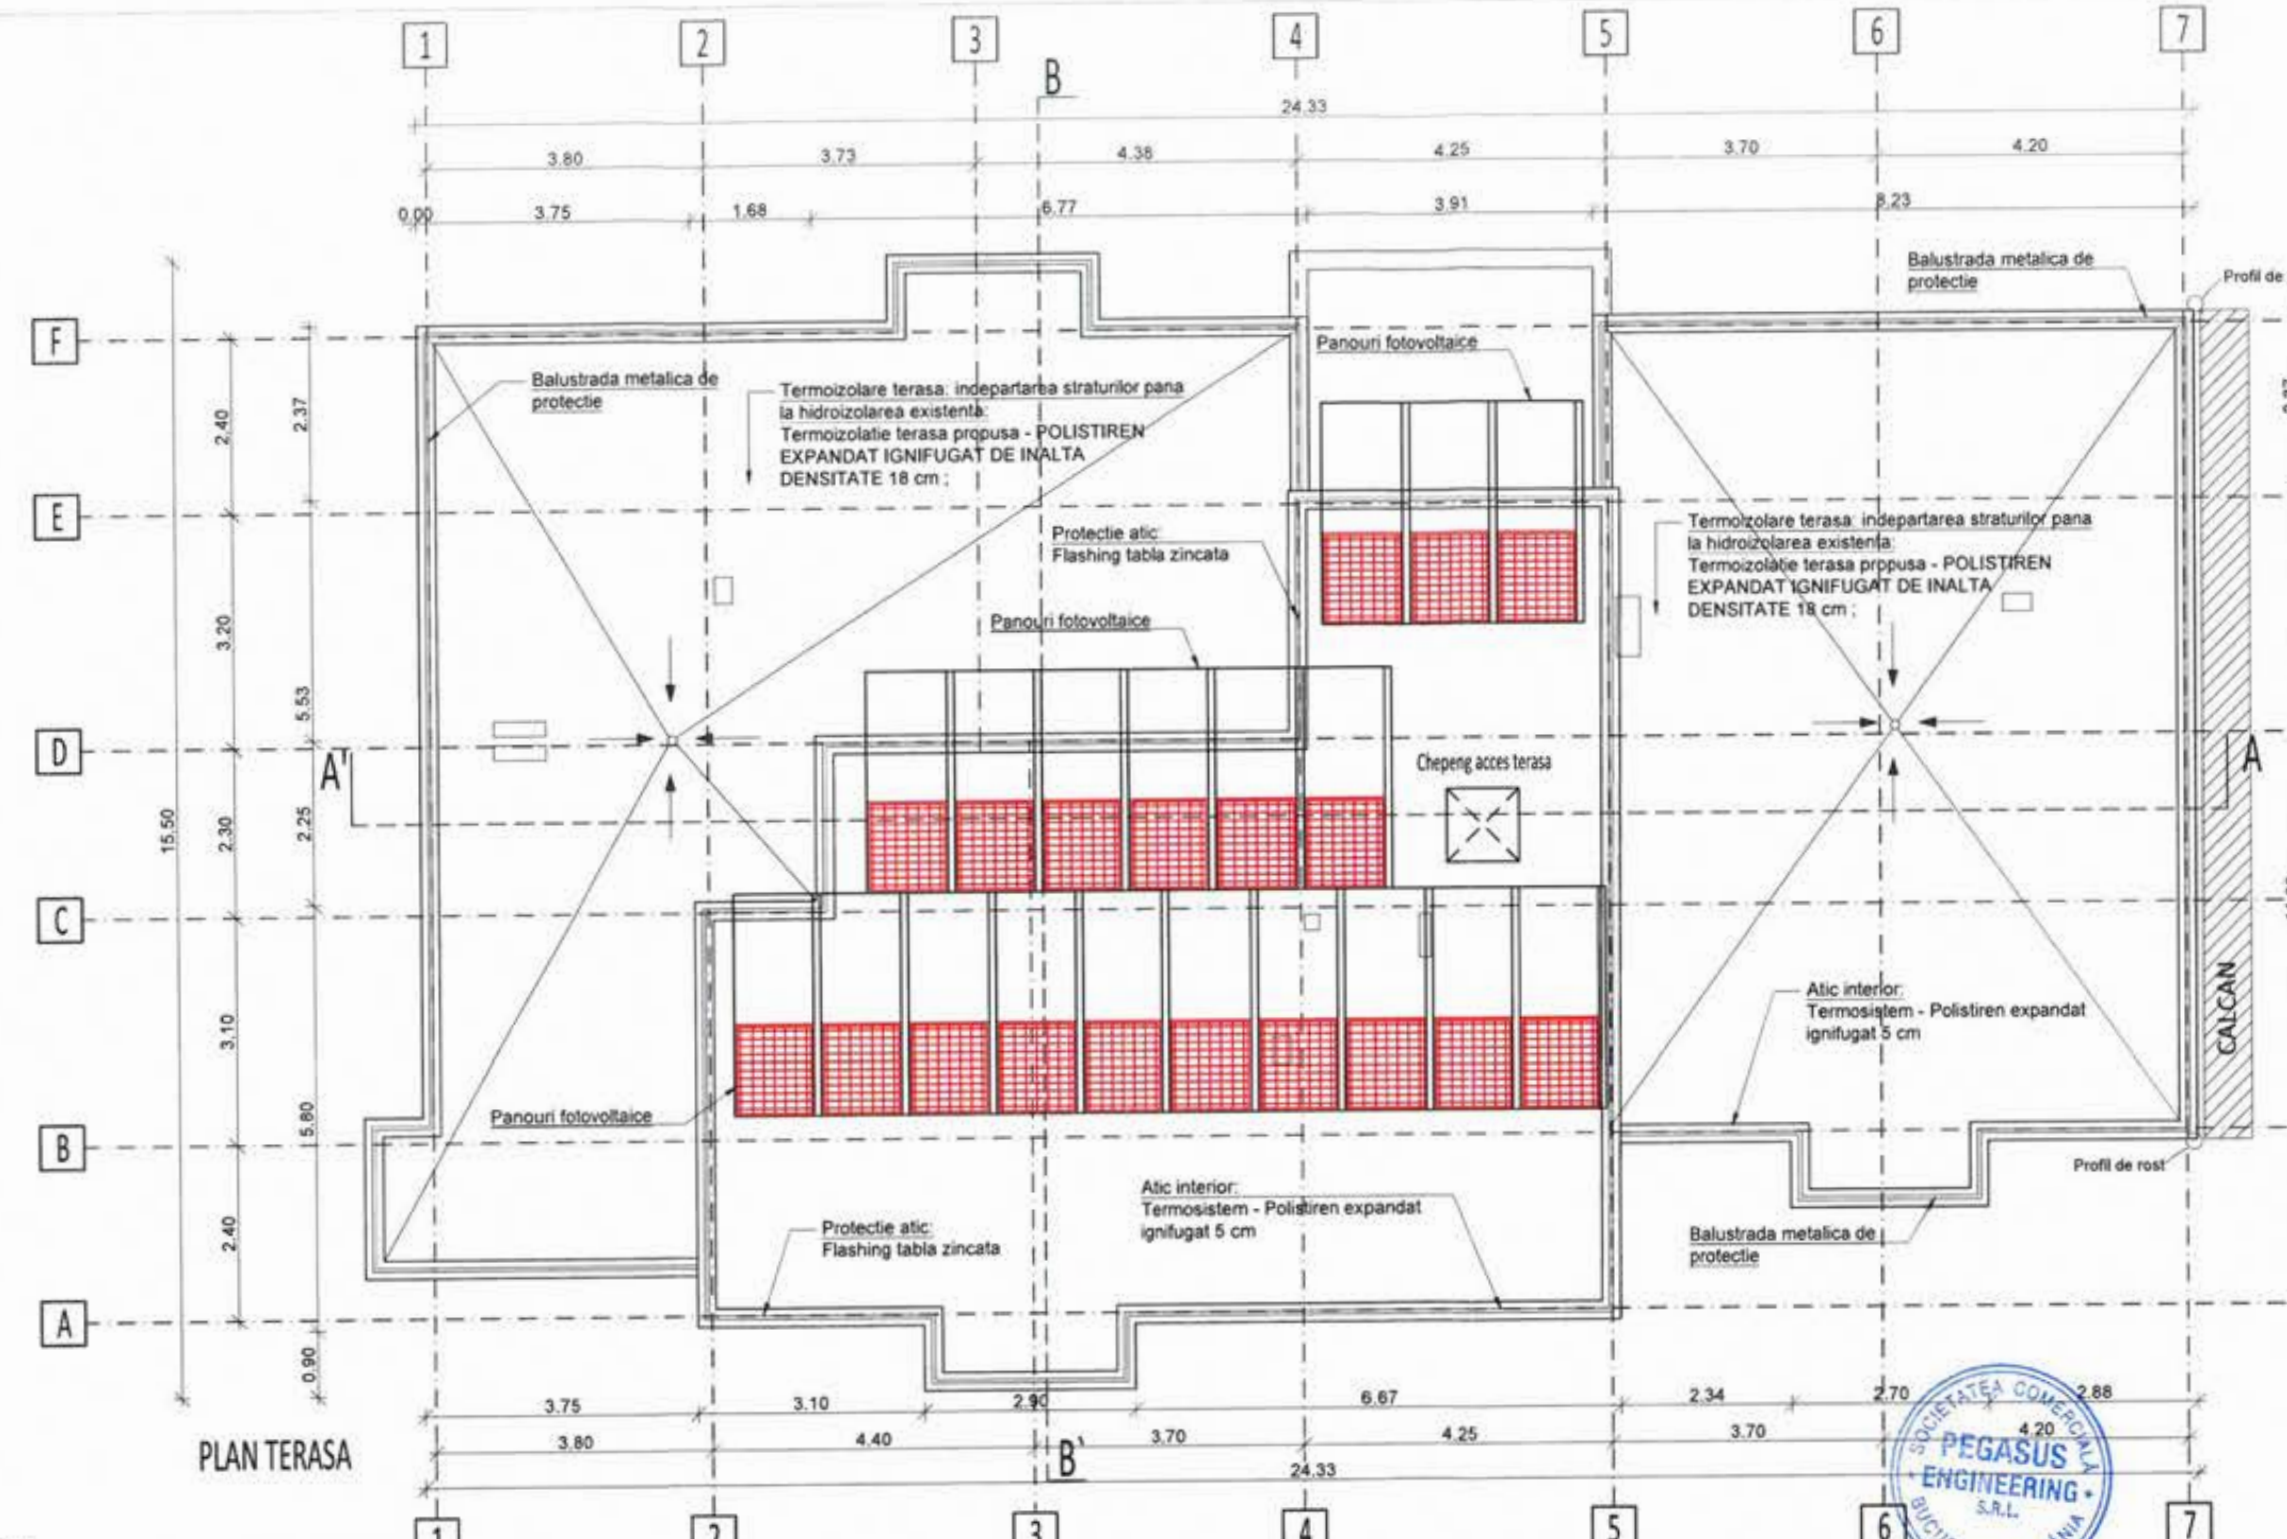 1 2 3 4 5 6 7
B
24.33
3.80 3.73 4.38 4.25 3.70 4.20
0.00 3.75 1.68 6.77 3.91 8.23
Balustrada metalica de
protectie
Profil de
F
Panouri fotovoltaice
Balustrada metalica de
protectie
Termoizolare terasa: indepartarea straturilor pana
la hidroizolarea existenta:
Termoizolatie terasa propusa - POLISTIREN
EXPANDAT IGNIFUGAT DE INALTA
DENSITATE 18 cm ;
2.40
2.37
E
Protectie atic:
Flashing tabla zincata
Termoizolare terasa: indepartarea straturilor pana
la hidroizolarea existenta:
Termoizolatie terasa propusa - POLISTIREN
EXPANDAT IGNIFUGAT DE INALTA
DENSITATE 18 cm ;
Panouri fotovoltaice
3.20
5.53
D
A'
Chepeng acces terasa
A
15.50
2.30
2.25
C
CALCAN
Atic interior:
Termosistem - Polistiren expandat
ignifugat 5 cm
3.10
5.80
Panouri fotovoltaice
B
Profil de rost
2.40
Protectie atic:
Flashing tabla zincata
Atic interior:
Termosistem - Polistiren expandat
ignifugat 5 cm
Balustrada metalica de
protectie
A
0.90
3.75 3.10 2.90 6.67 2.34 2.70 2.88
3.80 4.40 3.70 4.25 3.70 4.20
PLAN TERASA
B'
24.33
SOCIETATEA COMERCIALĂ
PEGASUS
ENGINEERING
S.R.L.
1 2 3 4 5 6 7